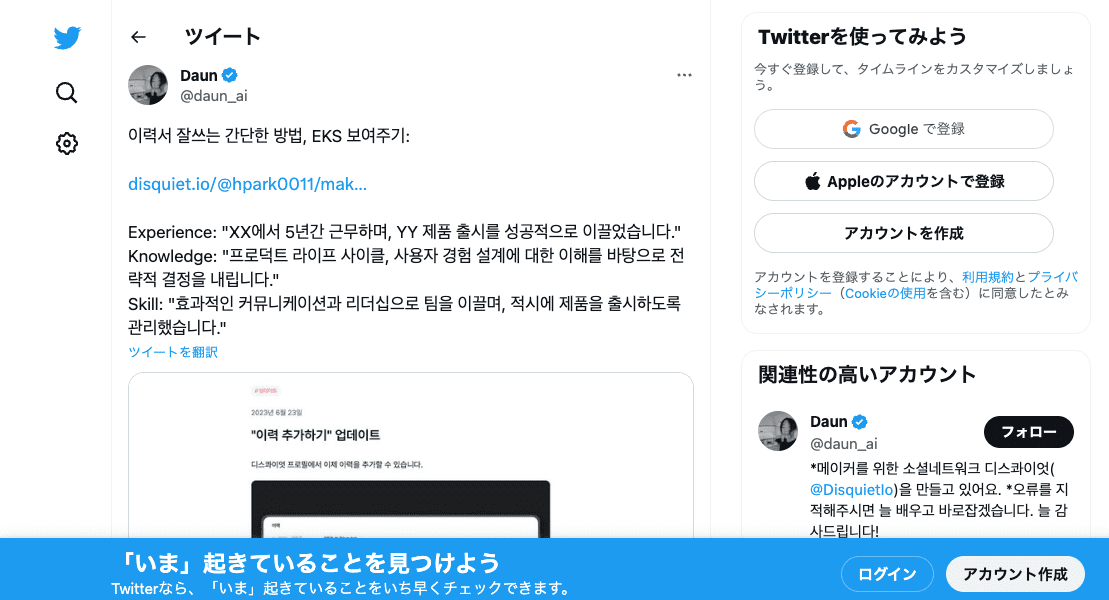 ツイート
Daun
@daun_ai
이력서 잘쓰는 간단한 방법, EKS 보여주기:
disquiet.io/@hpark0011/mak...
Experience: "XX에서 5년간 근무하며, YY 제품 출시를 성공적으로 이끌었습니다."
Knowledge: "프로덕트 라이프 사이클, 사용자 경험 설계에 대한 이해를 바탕으로 전
략적 결정을 내립니다."
Skill: "효과적인 커뮤니케이션과 리더십으로 팀을 이끌며, 적시에 제품을 출시하도록
관리했습니다."
ツイートを翻訳
2023년 6월 23일
"이력 추가하기" 업데이트
디스콰이엇 프로필에서 이제 이력을 추가할 수 있습니다.
이력
Twitterを使ってみよう
今すぐ登録して、タイムラインをカスタマイズしましょ
う。
Google で登録
Appleのアカウントで登録
アカウントを作成
アカウントを登録することにより、利用規約とプライバ
シーポリシー（Cookieの使用を含む）に同意したとみ
なされます。
関連性の高いアカウント
Daun
@daun_ai
フォロー
*메이커를 위한 소셜네트워크 디스콰이엇(
@DisquietIo)을 만들고 있어요. *오류를 지
적해주시면 늘 배우고 바로잡겠습니다. 늘 감
사드립니다!
「いま」起きていることを見つけよう
Twitterなら、「いま」起きていることをいち早くチェックできます。
ログイン
アカウント作成